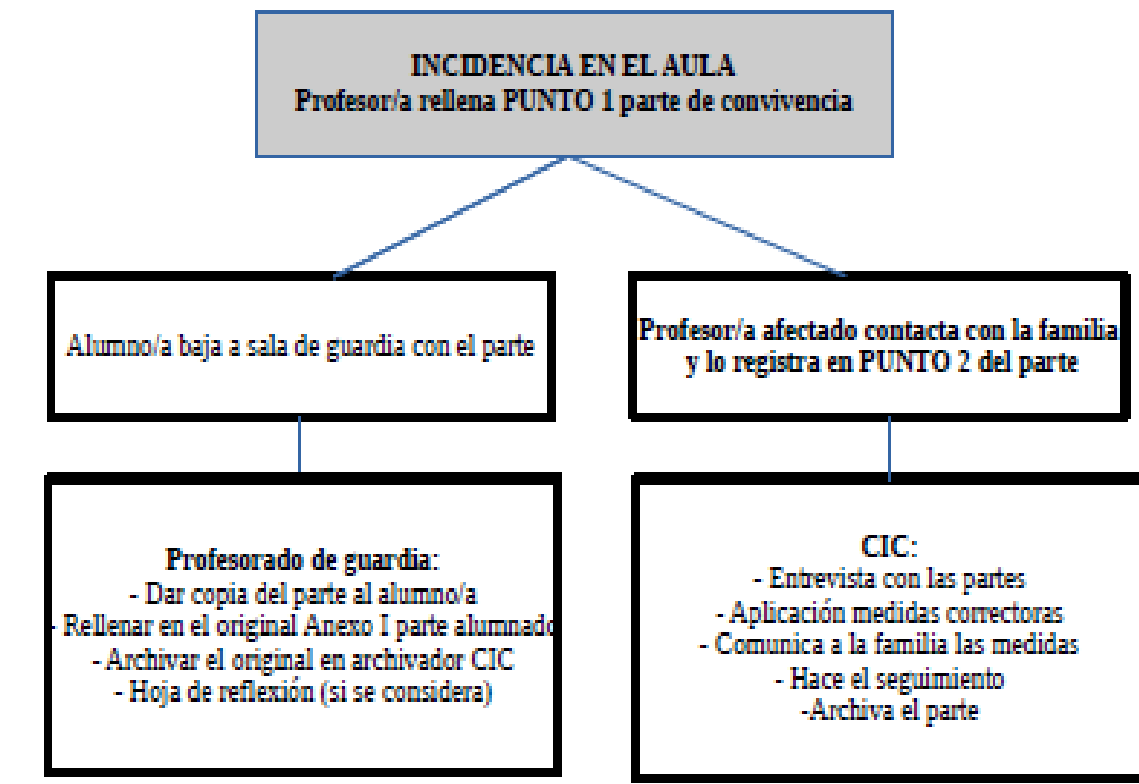 INCIDENCIA EN EL AULA
Profesor/a rellena PUNTO 1 parte de convivencia
Alumno/a baja a sala de guardia con el parte
Profesor/a afectado contacta con la familia
y lo registra en PUNTO 2 del parte
Profesorado de guardia:
- Dar copia del parte al alumno/a
- Rellenar en el original Anexo I parte alumnado
- Archivar el original en archivador CIC
- Hoja de reflexión (si se considera)
CIC:
- Entrevista con las partes
- Aplicación medidas correctoras
- Comunica a la familia las medidas
- Hace el seguimiento
-Archiva el parte